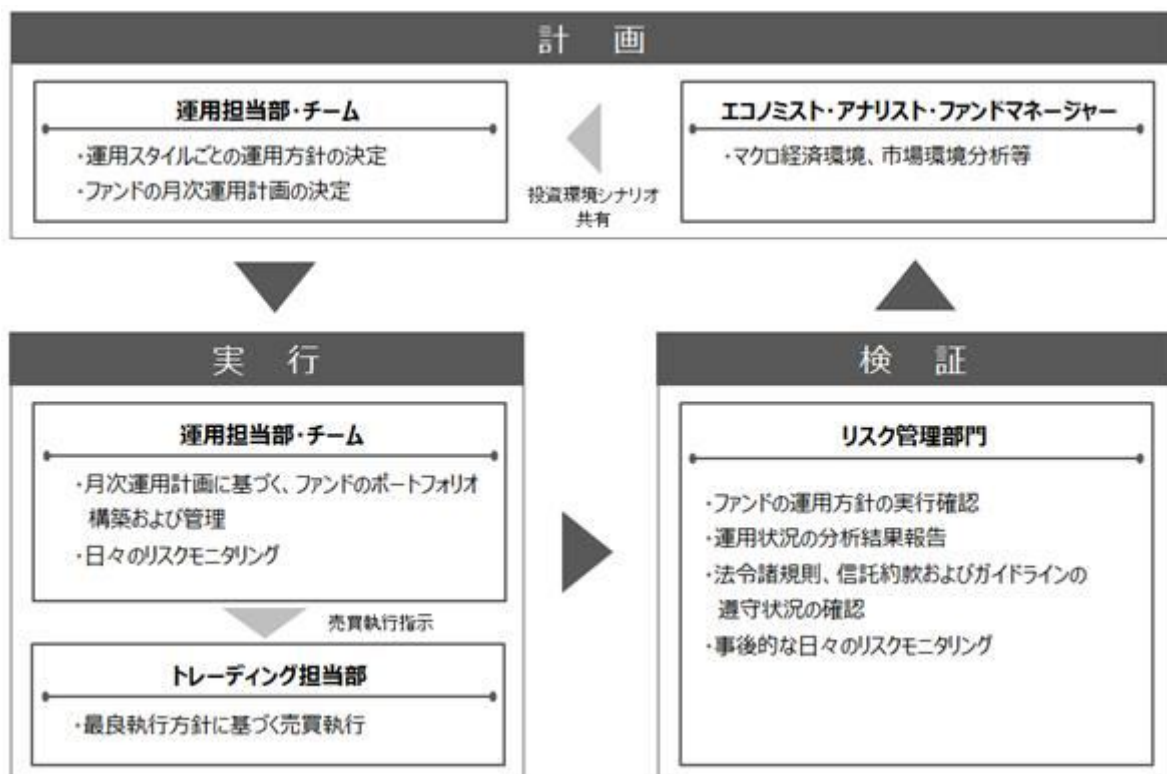 計 画
運用担当部・チーム
・運用スタイルごとの運用方針の決定
・ファンドの月次運用計画の決定
投資環境シナリオ
共有
エコノミスト・アナリスト・ファンドマネージャー
・マクロ経済環境、市場環境分析等
実 行
運用担当部・チーム
・月次運用計画に基づく、ファンドのポートフォリオ
構築および管理
・日々のリスクモニタリング
売買執行指示
トレーディング担当部
・最良執行方針に基づく売買執行
検 証
リスク管理部門
・ファンドの運用方針の実行確認
・運用状況の分析結果報告
・法令諸規則、信託約款およびガイドラインの
遵守状況の確認
・事後的な日々のリスクモニタリング